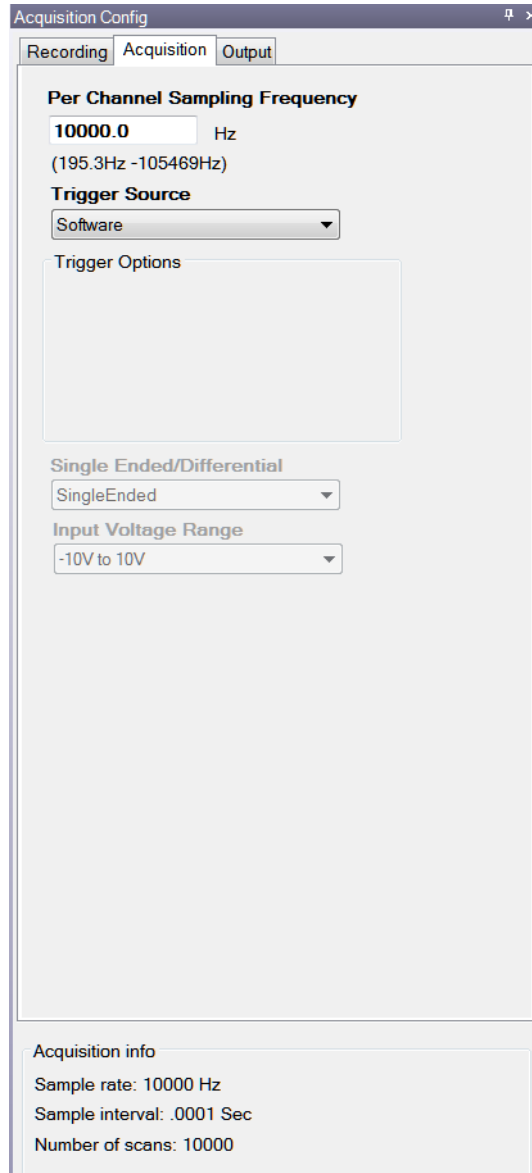 Acquisition Config
Recording Acquisition Output
Per Channel Sampling Frequency
10000.0 Hz
(195.3Hz -105469Hz)
Trigger Source
Software
Trigger Options
Single Ended/Differential
SingleEnded
Input Voltage Range
-10V to 10V
Acquisition info
Sample rate: 10000 Hz
Sample interval: .0001 Sec
Number of scans: 10000